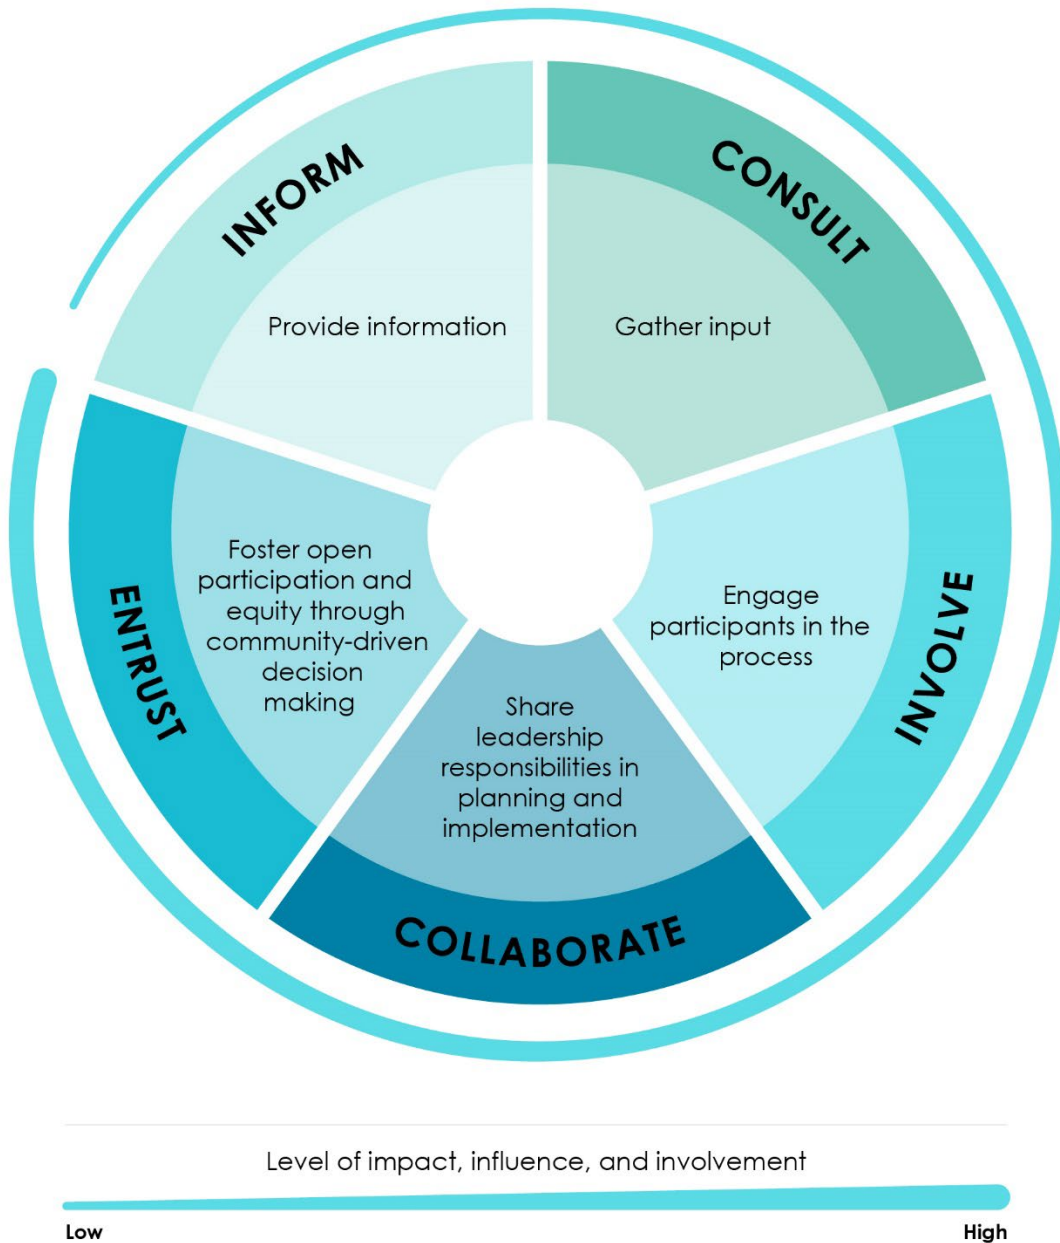 INFORM
Provide information
CONSULT
Gather input
INVOLVE
Engage
participants in the
process
COLLABORATE
Share
leadership
responsibilities in
planning and
implementation
ENTRUST
Foster open
participation and
equity through
community-driven
decision
making
Level of impact, influence, and involvement
Low
High